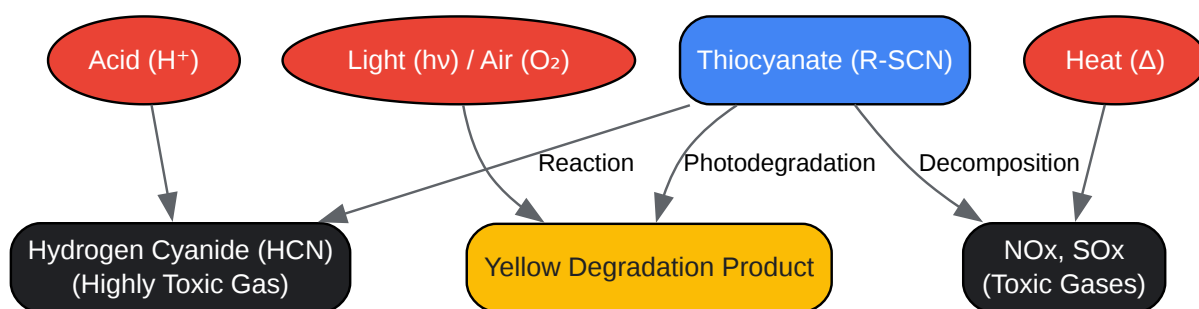 Acid (H⁺)
Light (hν) / Air (O₂)
Thiocyanate (R-SCN)
Heat (Δ)
Reaction
Photodegradation
Decomposition
Hydrogen Cyanide (HCN)
(Highly Toxic Gas)
Yellow Degradation Product
NOx, SOx
(Toxic Gases)